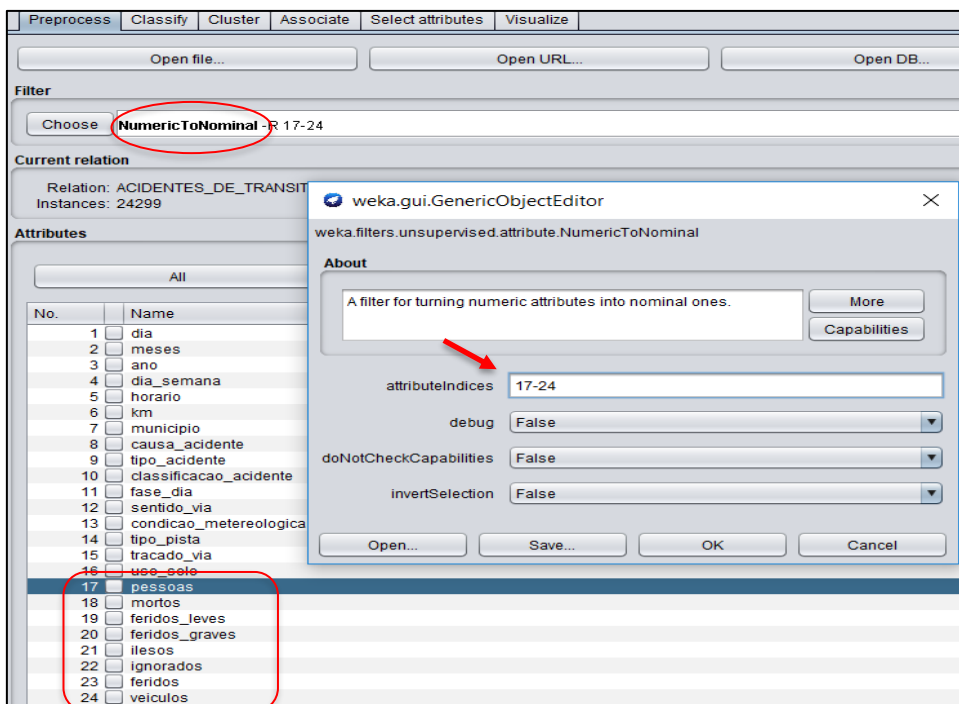 Preprocess Classify Cluster Associate Select attributes Visualize
Open file... Open URL... Open DB...
Filter
Choose NumericToNominal -R 17-24
Current relation
Relation: ACIDENTES_DE_TRANSIT
Instances: 24299
Attributes
All
No. Name
1 dia
2 meses
3 ano
4 dia_semana
5 horario
6 km
7 municipio
8 causa_acidente
9 tipo_acidente
10 classificacao_acidente
11 fase_dia
12 sentido_via
13 condicao_metereologica
14 tipo_pista
15 tracado_via
16 uso_solo
17 pessoas
18 mortos
19 feridos_leves
20 feridos_graves
21 ilesos
22 ignorados
23 feridos
24 veiculos
weka.gui.GenericObjectEditor
weka.filters.unsupervised.attribute.NumericToNominal
About
A filter for turning numeric attributes into nominal ones.
More
Capabilities
attributeIndices 17-24
debug False
doNotCheckCapabilities False
invertSelection False
Open... Save... OK Cancel